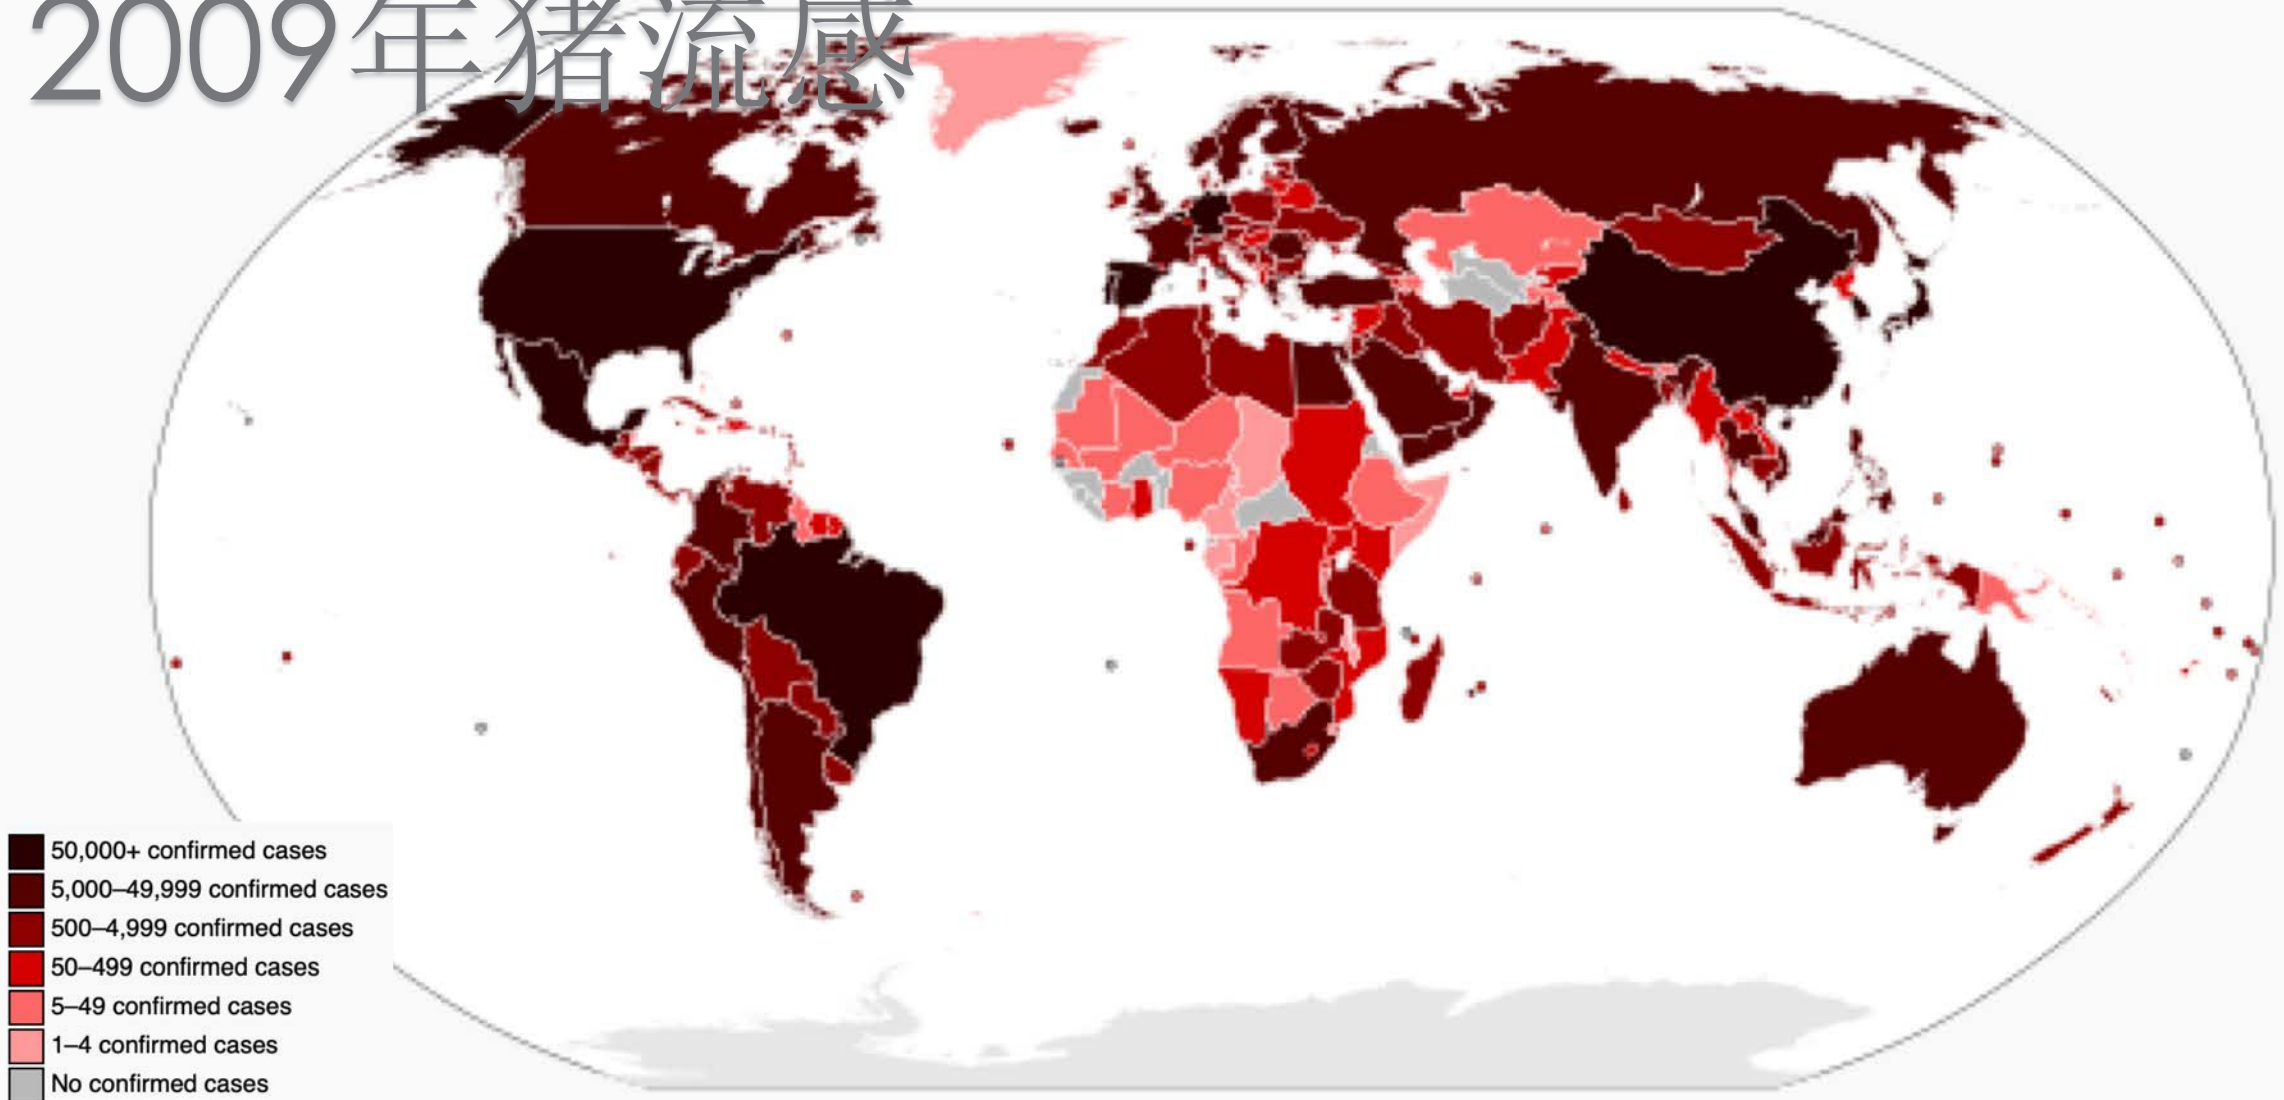 2009年猪流感
50,000+ confirmed cases
5,000–49,999 confirmed cases
500–4,999 confirmed cases
50–499 confirmed cases
5–49 confirmed cases
1–4 confirmed cases
No confirmed cases